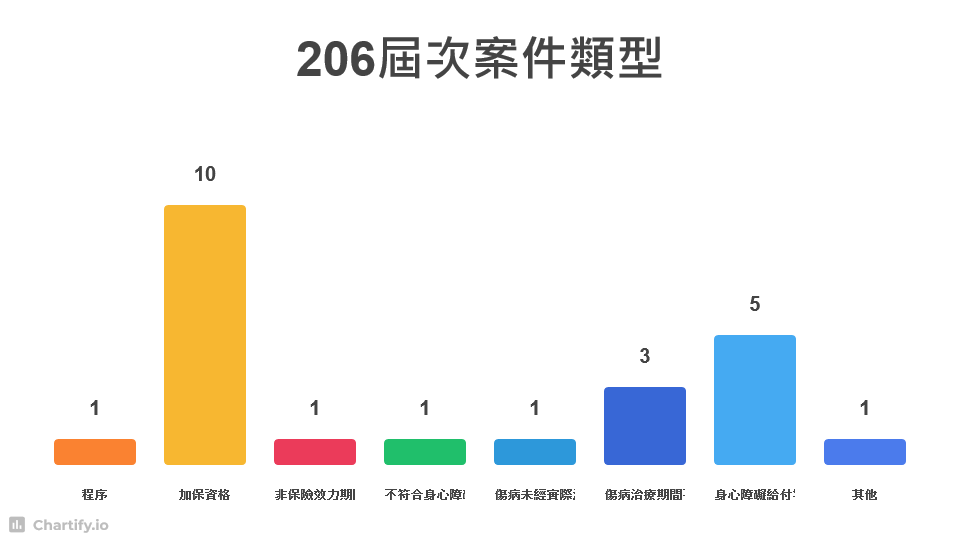 206屆次案件類型
10
5
3
1
1
1
1
1
程序
加保資格
非保險效力期
不符合身心障
傷病未經實際
傷病治療期間
身心障礙給付
其他
Chartify.io